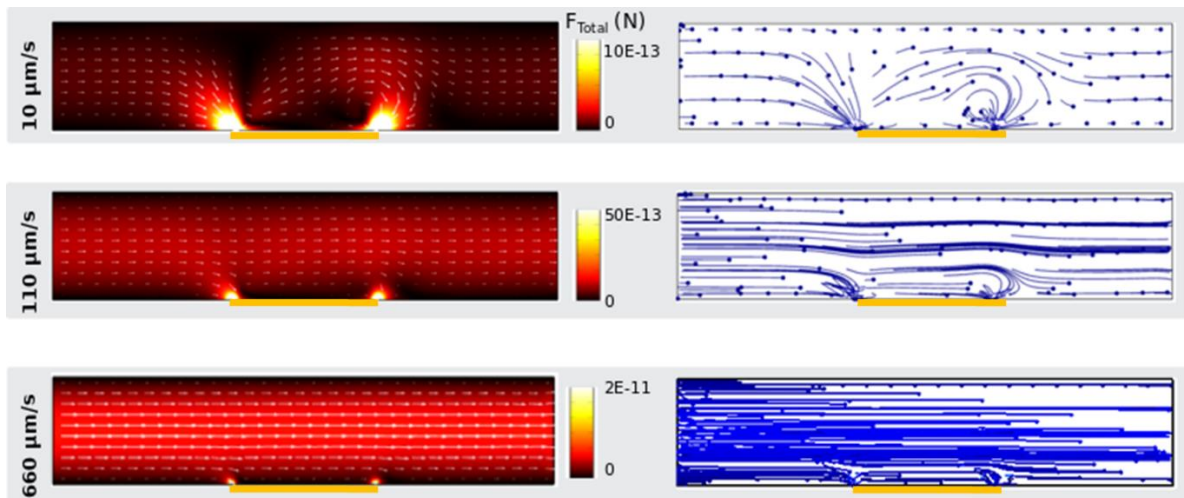 10 µm/s
F_Total (N)
10E-13
0
110 µm/s
50E-13
0
660 µm/s
2E-11
0